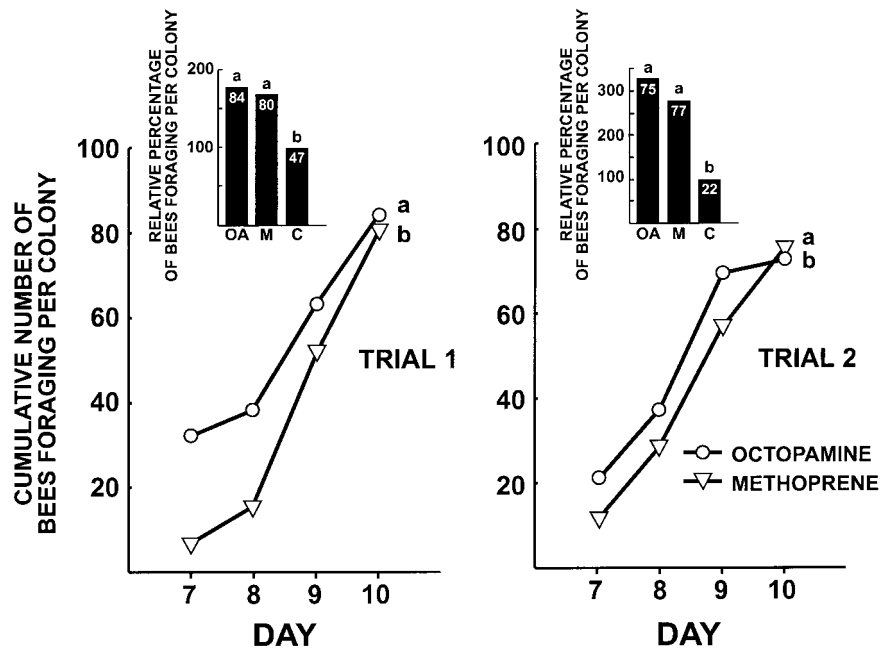 CUMULATIVE NUMBER OF
BEES FORAGING PER COLONY
RELATIVE PERCENTAGE
OF BEES FORAGING PER COLONY
200
100
a
a
b
84
80
47
OA M C
100
80
60
40
20
a
b
TRIAL 1
7 8 9 10
DAY
RELATIVE PERCENTAGE
OF BEES FORAGING PER COLONY
300
200
100
a
a
b
75
77
22
OA M C
100
80
60
40
20
a
b
TRIAL 2
OCTOPAMINE
METHOPRENE
7 8 9 10
DAY